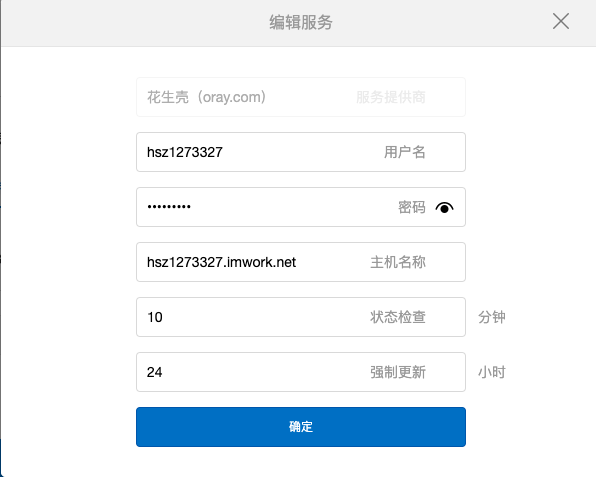 编辑服务
花生壳（oray.com） 服务提供商
hsz1273327 用户名
••••••••• 密码
hsz1273327.imwork.net 主机名称
10 状态检查 分钟
24 强制更新 小时
确定